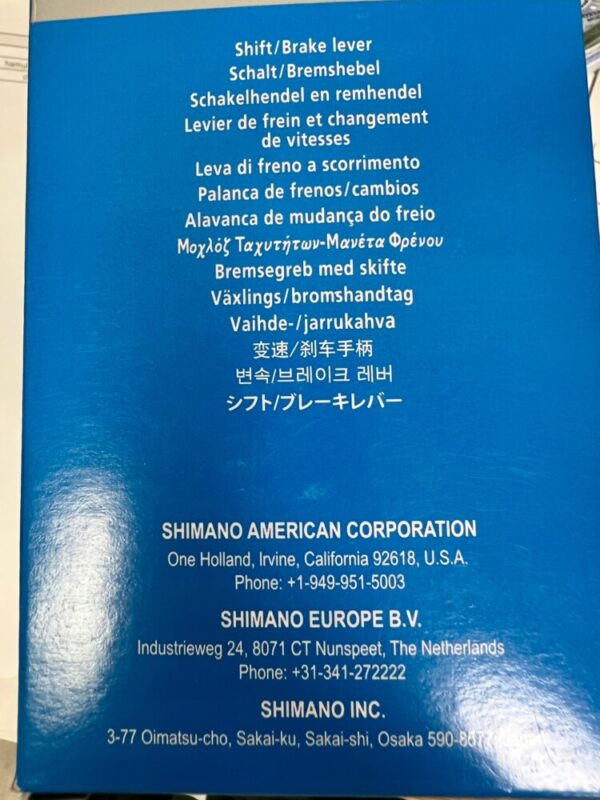 Shift/Brake lever
Schalt/Bremshebel
Schakelhendel en remhendel
Levier de frein et changement
de vitesses
Leva di freno a scorrimento
Palanca de frenos/cambios
Alavanca de mudança do freio
Μοχλόζ Ταχυτήτων-Μανέτα Φρένου
Bremsegreb med skifte
Växlings/bromshandtag
Vaihde-/jarrukahva
变速/刹车手柄
변속/브레이크 레버
シフト/ブレーキレバー
SHIMANO AMERICAN CORPORATION
One Holland, Irvine, California 92618, U.S.A.
Phone: +1-949-951-5003
SHIMANO EUROPE B.V.
Industrieweg 24, 8071 CT Nunspeet, The Netherlands
Phone: +31-341-272222
SHIMANO INC.
3-77 Oimatsu-cho, Sakai-ku, Sakai-shi, Osaka